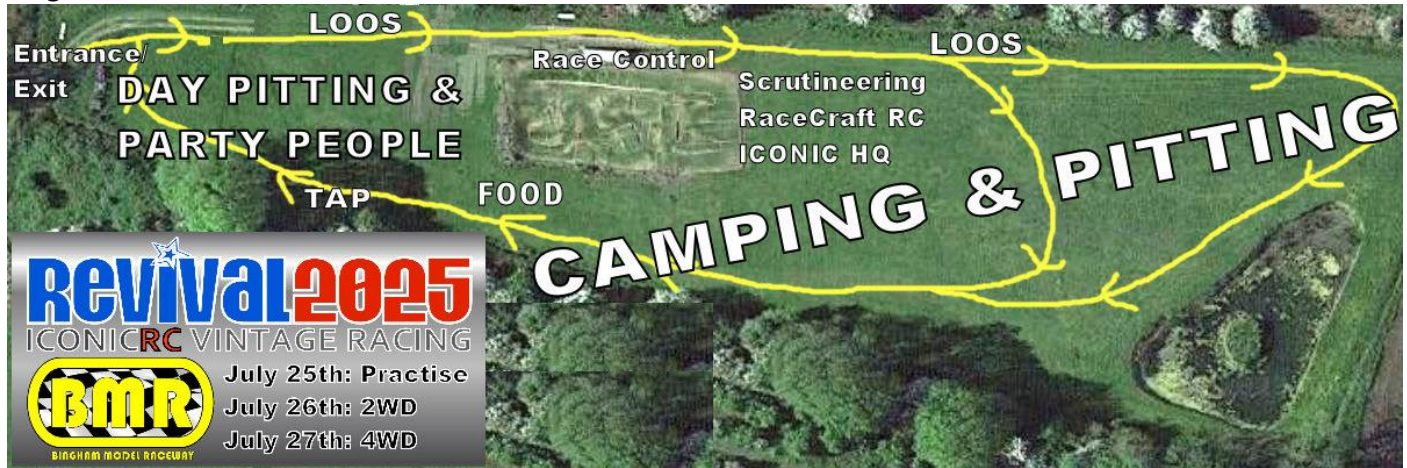 LOOS
Entrance/
Exit
DAY PITTING &
PARTY PEOPLE
Race Control
LOOS
Scrutineering
RaceCraft RC
ICONIC HQ
CAMPING & PITTING
TAP
FOOD
REVIVAL2025
ICONICRC VINTAGE RACING
BMR
BINGHAM MODEL RACEWAY
July 25th: Practise
July 26th: 2WD
July 27th: 4WD